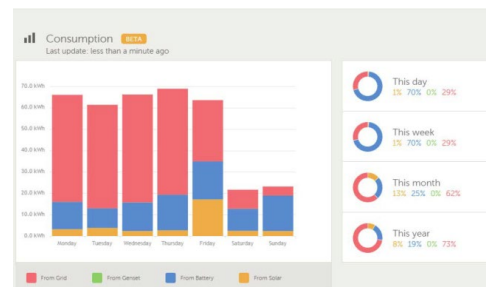 Consumption BETA
Last update: less than a minute ago
70.0 kWh
60.0 kWh
50.0 kWh
40.0 kWh
30.0 kWh
20.0 kWh
10.0 kWh
0.0 kWh
Monday Tuesday Wednesday Thursday Friday Saturday Sunday
From Grid From Genset From Battery From Solar
This day
1% 70% 0% 29%
This week
1% 70% 0% 29%
This month
13% 25% 0% 62%
This year
8% 19% 0% 73%